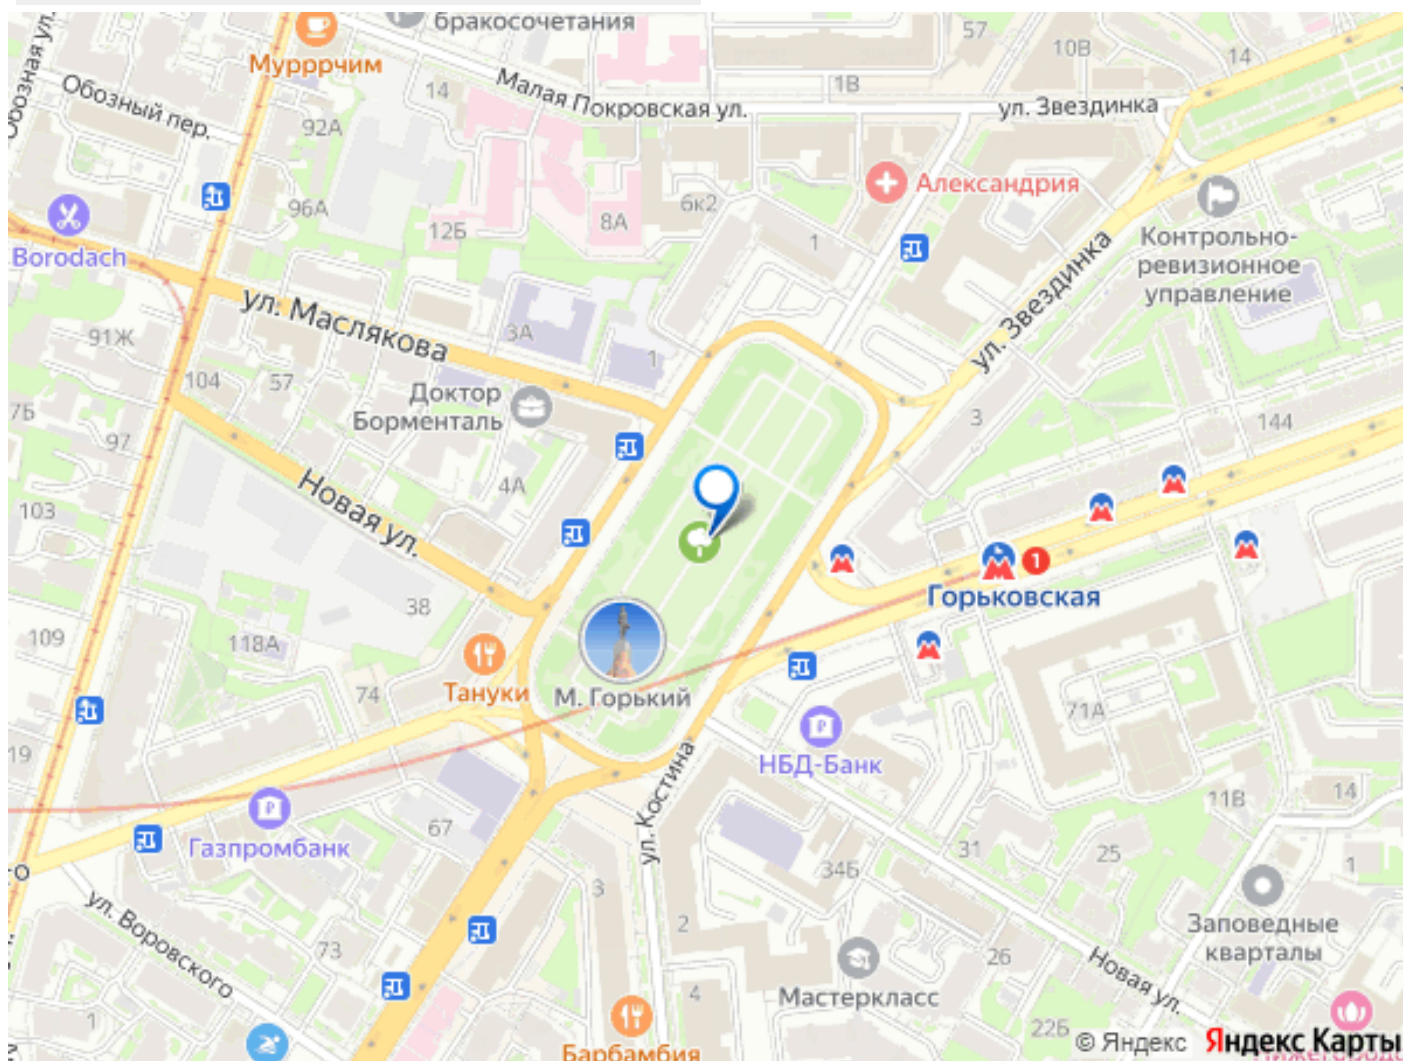 бракосочетания
Мурррчим
57
10В
14
Обозная ул.
Обозный пер.
14
Малая Покровская ул.
1В
ул. Звездинка
92А
Александрия
96А
12Б
8А
6к2
1
Контрольно-
ревизионное
управление
Borodach
ул. Звездинка
ул. Маслякова
91Ж
3А
1
104
57
Доктор
Борменталь
7Б
97
3
144
4А
103
Новая ул.
1
Горьковская
38
109
118А
74
Тануки
М. Горький
71А
19
НБД-Банк
ул. Костина
11В
14
67
Газпромбанк
31
25
1
34Б
го
3
2
ул. Воровского
Заповедные
кварталы
73
26
Новая ул.
Мастеркласс
4
1
22Б
Барбамбия
© Яндекс Яндекс Карты